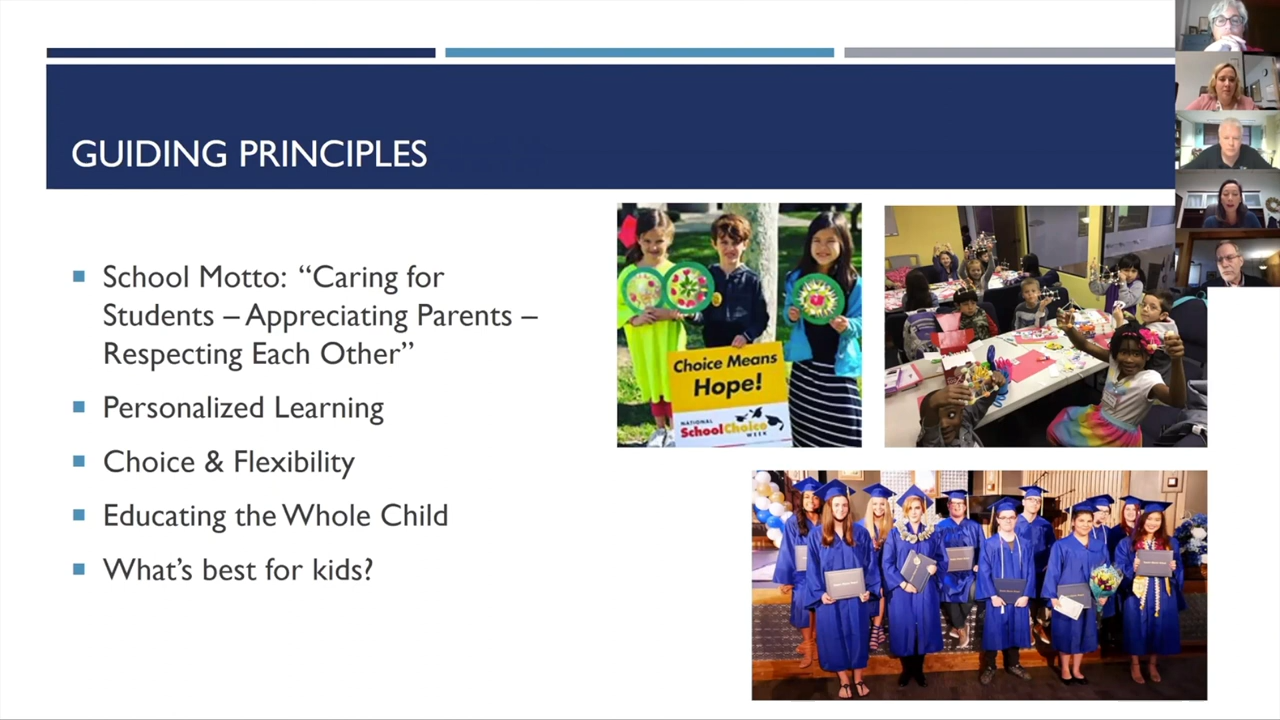 GUIDING PRINCIPLES
School Motto: “Caring for
Students – Appreciating Parents –
Respecting Each Other”
Personalized Learning
Choice & Flexibility
Educating the Whole Child
What’s best for kids?
Choice Means
Hope!
NATIONAL
SchoolChoice
WEEK